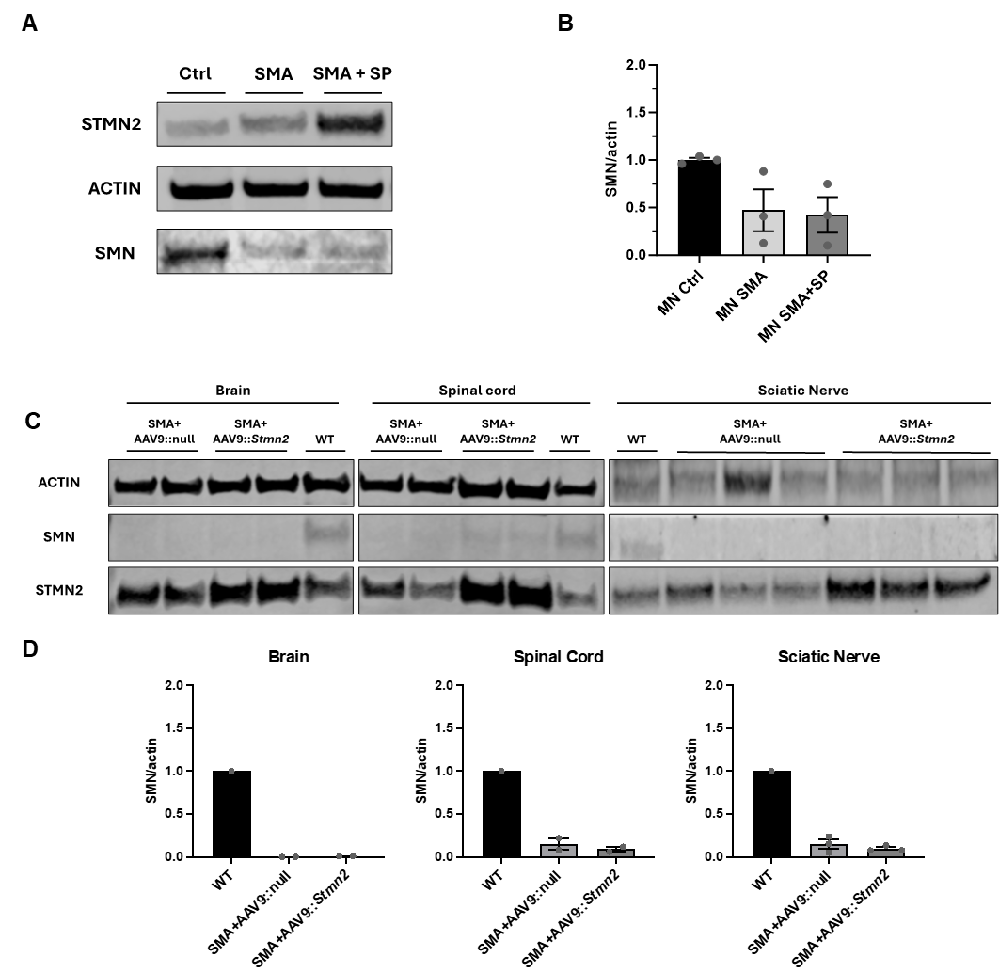 A
Ctrl SMA SMA + SP
STMN2
ACTIN
SMN
B
2.0
1.5
1.0
0.5
0.0
SMN/actin
MN Ctrl
MN SMA
MN SMA+SP
C
Brain Spinal cord Sciatic Nerve
SMA+ SMA+ SMA+ SMA+ SMA+ SMA+
AAV9::null AAV9::Stmn2 WT AAV9::null AAV9::Stmn2 WT WT AAV9::null AAV9::Stmn2
ACTIN
SMN
STMN2
D
Brain
2.0
1.5
1.0
0.5
0.0
SMN/actin
WT
SMA+AAV9::null
SMA+AAV9::Stmn2
Spinal Cord
2.0
1.5
1.0
0.5
0.0
SMN/actin
WT
SMA+AAV9::null
SMA+AAV9::Stmn2
Sciatic Nerve
2.0
1.5
1.0
0.5
0.0
SMN/actin
WT
SMA+AAV9::null
SMA+AAV9::Stmn2